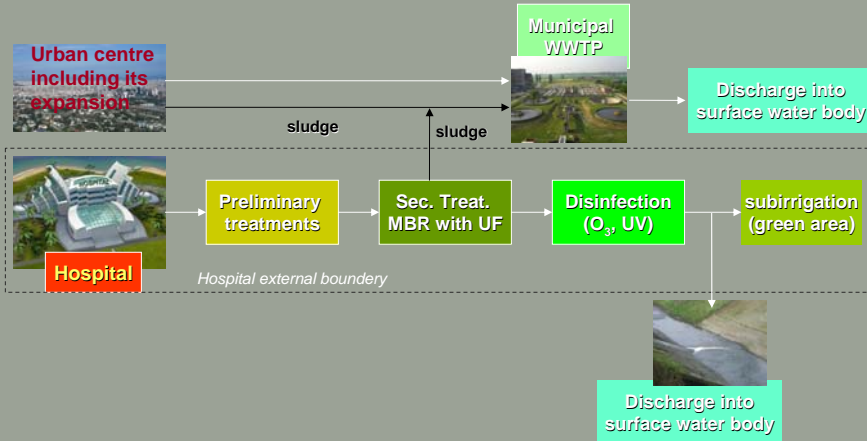 Municipal
WWTP
Urban centre
including its
expansion
Discharge into
surface water body
sludge
sludge
HOSPITAL
Preliminary
treatments
Sec. Treat.
MBR with UF
Disinfection
(O₃, UV)
subirrigation
(green area)
Hospital
Hospital external boundery
Discharge into
surface water body